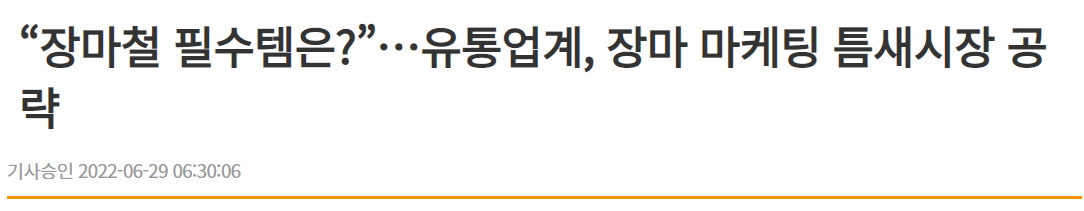 “장마철 필수템은?”…유통업계, 장마 마케팅 틈새시장 공
략
기사승인 2022-06-29 06:30:06